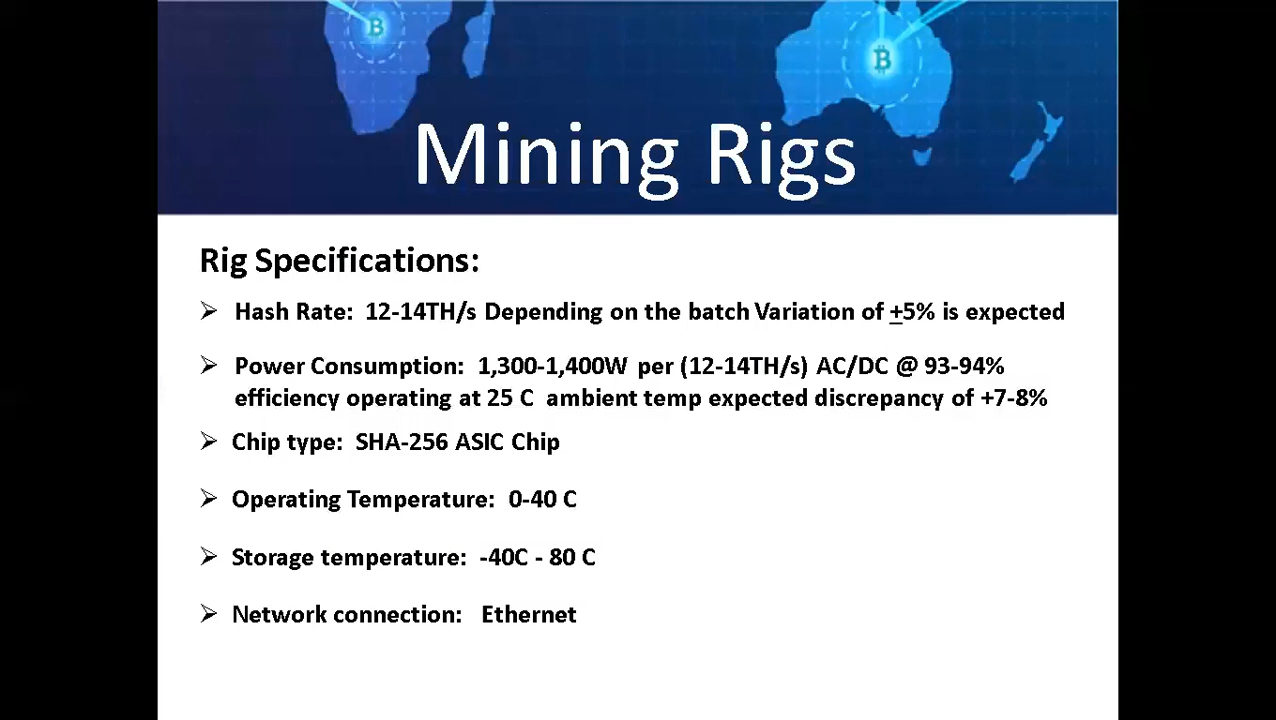 Mining Rigs
Rig Specifications:
➢ Hash Rate: 12-14TH/s Depending on the batch Variation of ±5% is expected
➢ Power Consumption: 1,300-1,400W per (12-14TH/s) AC/DC @ 93-94%
efficiency operating at 25 C ambient temp expected discrepancy of +7-8%
➢ Chip type: SHA-256 ASIC Chip
➢ Operating Temperature: 0-40 C
➢ Storage temperature: -40C - 80 C
➢ Network connection: Ethernet